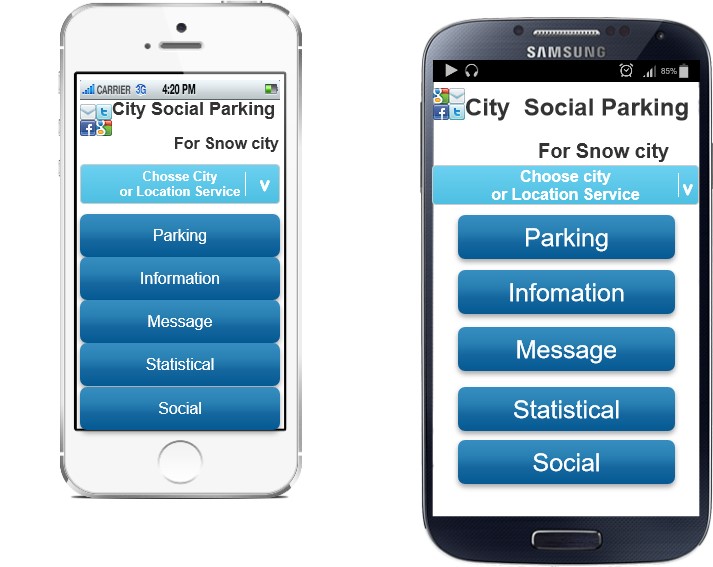 CARRIER 3G 4:20 PM
City Social Parking
For Snow city
Chosse City
or Location Service
v
Parking
Information
Message
Statistical
Social
SAMSUNG
85%
City Social Parking
For Snow city
Choose city
or Location Service
v
Parking
Infomation
Message
Statistical
Social